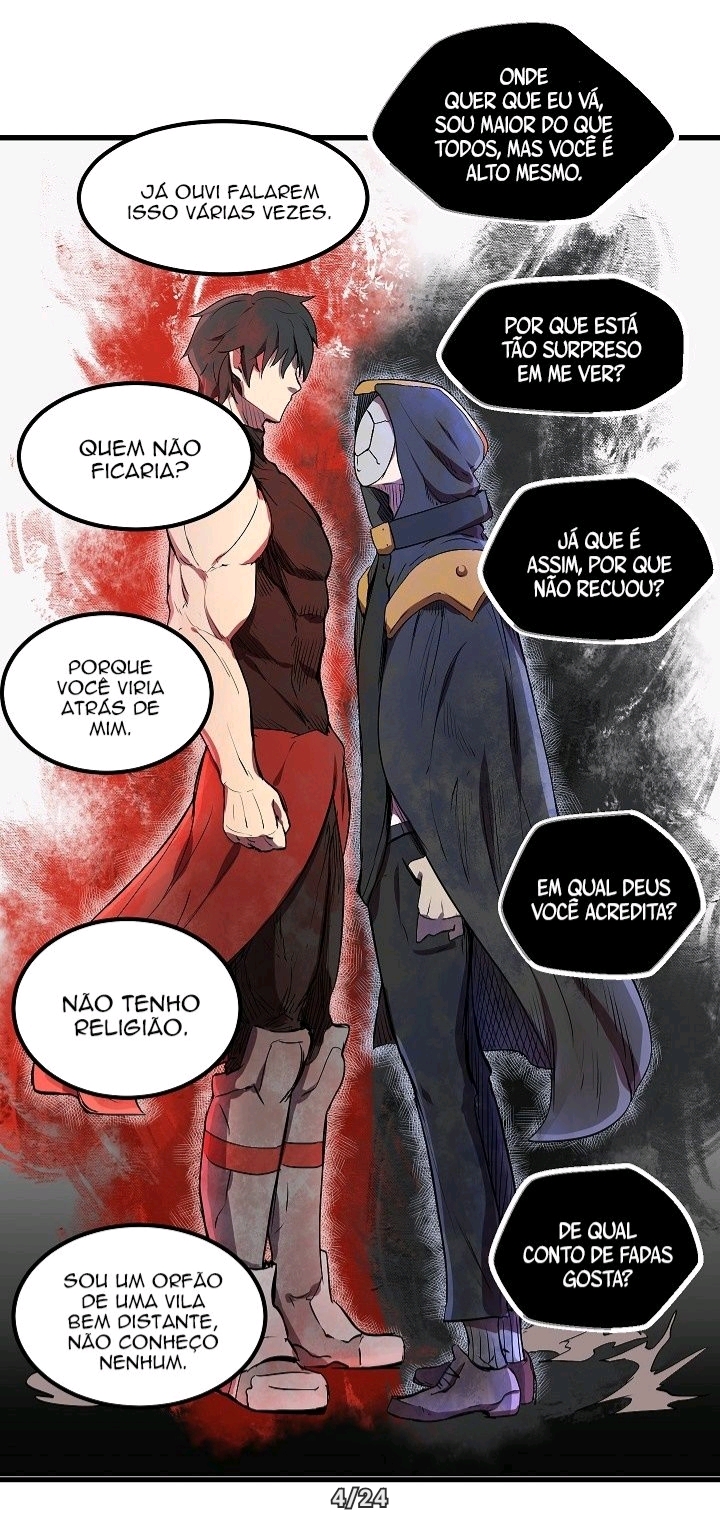 ONDE
QUER QUE EU VÁ,
SOU MAIOR DO QUE
TODOS, MAS VOCÊ É
ALTO MESMO.
JÁ OUVI FALAREM
ISSO VÁRIAS VEZES.
POR QUE ESTÁ
TÃO SURPRESO
EM ME VER?
QUEM NÃO
FICARIA?
JÁ QUE É
ASSIM, POR QUE
NÃO RECUOU?
PORQUE
VOCÊ VIRIA
ATRÁS DE
MIM.
EM QUAL DEUS
VOCÊ ACREDITA?
NÃO TENHO
RELIGIÃO.
DE QUAL
CONTO DE FADAS
GOSTA?
SOU UM ORFÃO
DE UMA VILA
BEM DISTANTE,
NÃO CONHEÇO
NENHUM.
4/24